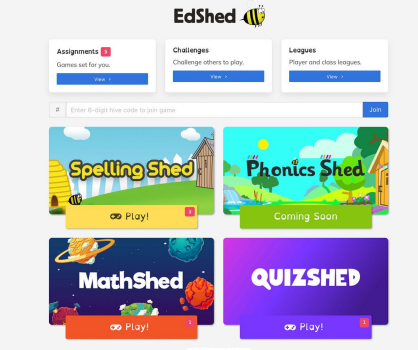 EdShed
Assignments
Games set for you.
View >
Challenges
Challenge others to play.
View >
Leagues
Player and class leagues.
View >
# Enter 6-digit hive code to join game Join
Spelling Shed
Play!
Phonics Shed
Coming Soon
MathShed
Play! 1
QUIZSHED
Play! 1